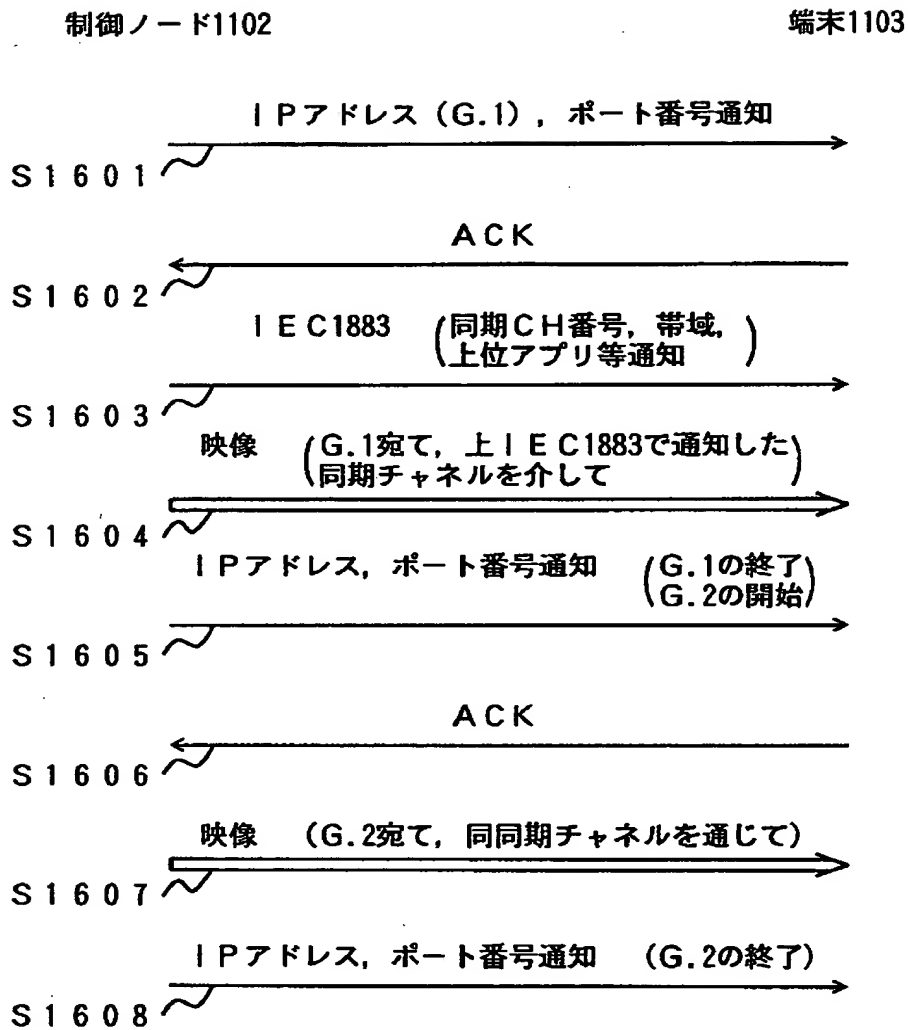 制御ノード1102 端末1103
IPアドレス(G.1), ポート番号通知
S1601
ACK
S1602
IEC1883 (同期CH番号, 帯域,
上位アプリ等通知)
S1603
映像 (G.1宛て, 上IEC1883で通知した
同期チャネルを介して)
S1604
IPアドレス, ポート番号通知 (G.1の終了
G.2の開始)
S1605
ACK
S1606
映像 (G.2宛て, 同同期チャネルを通じて)
S1607
IPアドレス, ポート番号通知 (G.2の終了)
S1608